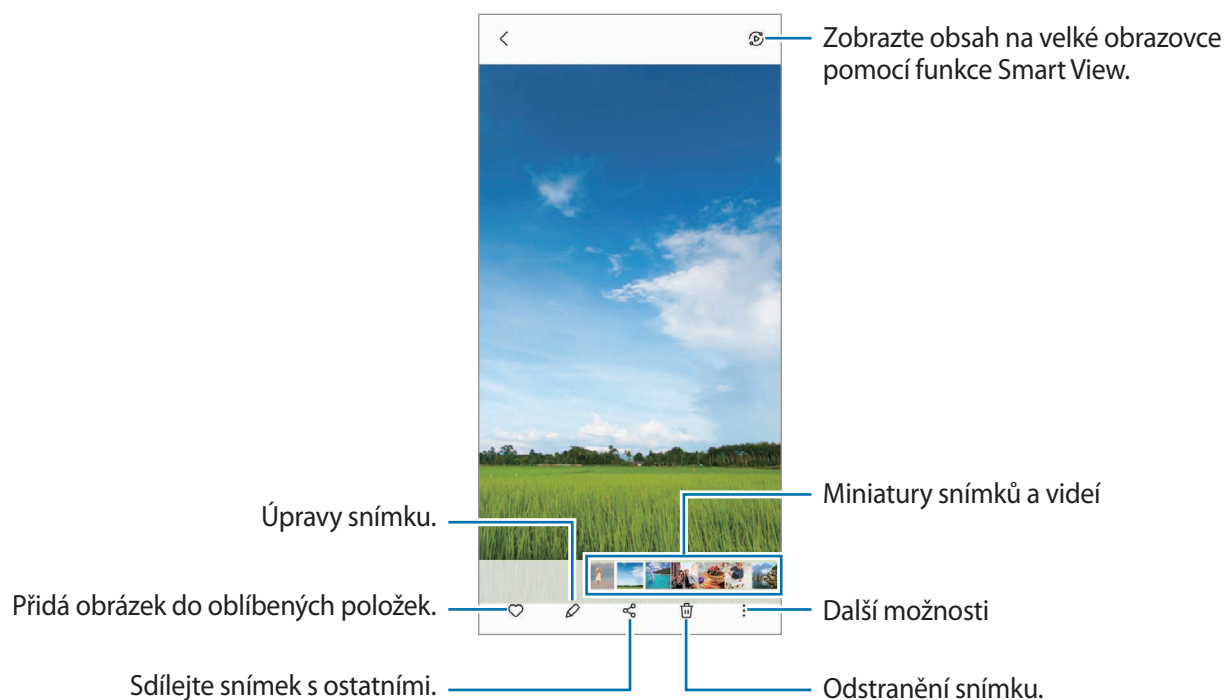 Zobrazte obsah na velké obrazovce
pomocí funkce Smart View.
Úpravy snímku.
Miniatury snímků a videí
Přidá obrázek do oblíbených položek.
Další možnosti
Sdílejte snímek s ostatními.
Odstranění snímku.